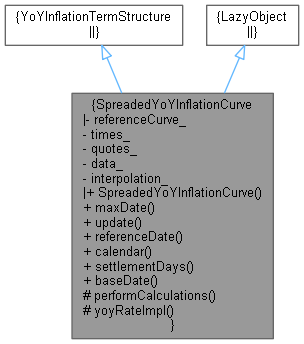 {YoYInflationTermStructure
||}
{LazyObject
||}
{SpreadedYoYInflationCurve
|- referenceCurve_
- times_
- quotes_
- data_
- interpolation_
|+ SpreadedYoYInflationCurve()
+ maxDate()
+ update()
+ referenceDate()
+ calendar()
+ settlementDays()
+ baseDate()
# performCalculations()
# yoyRateImpl()
}